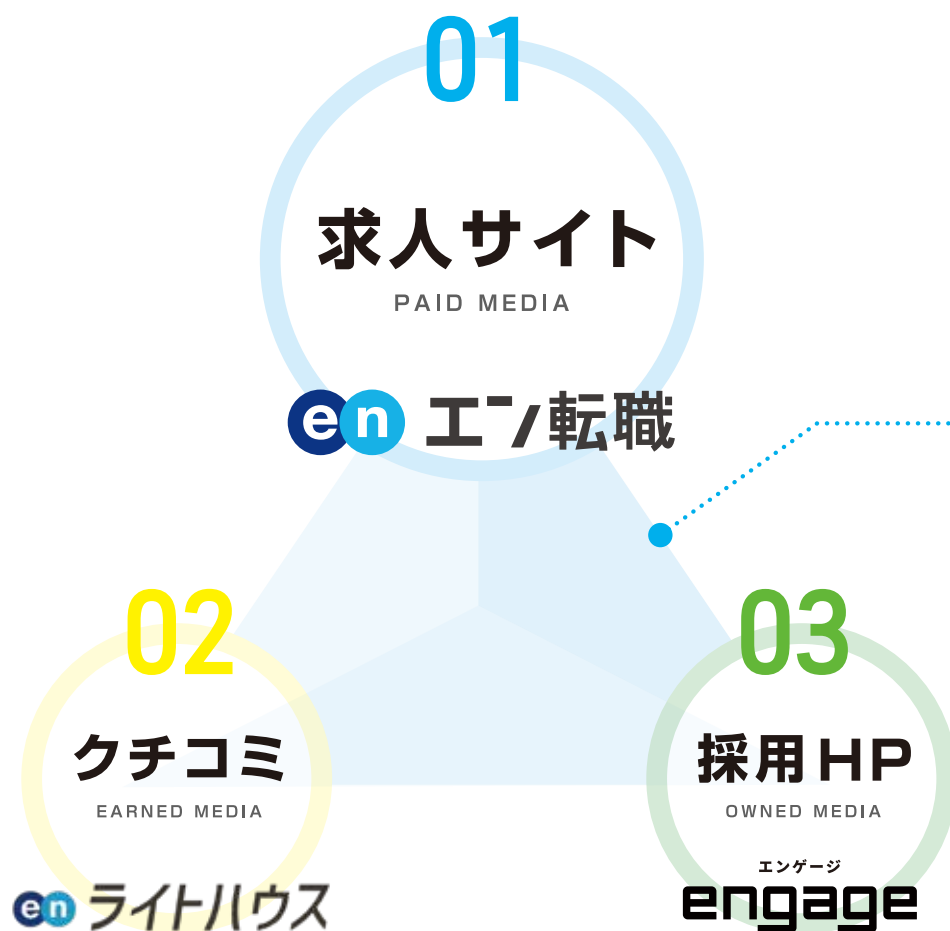 01
求人サイト
PAID MEDIA
en エン転職
02
クチコミ
EARNED MEDIA
en ライトハウス
03
採用HP
OWNED MEDIA
エンゲージ
engage